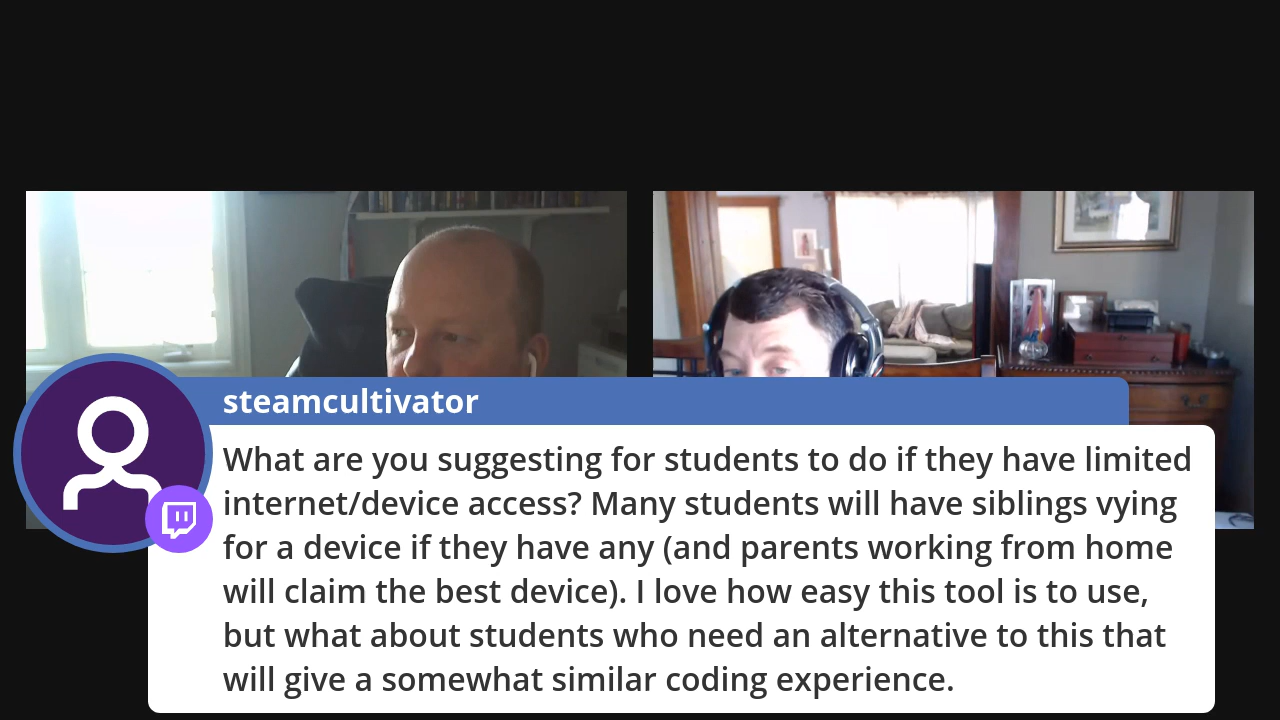 steamcultivator
What are you suggesting for students to do if they have limited
internet/device access? Many students will have siblings vying
for a device if they have any (and parents working from home
will claim the best device). I love how easy this tool is to use,
but what about students who need an alternative to this that
will give a somewhat similar coding experience.